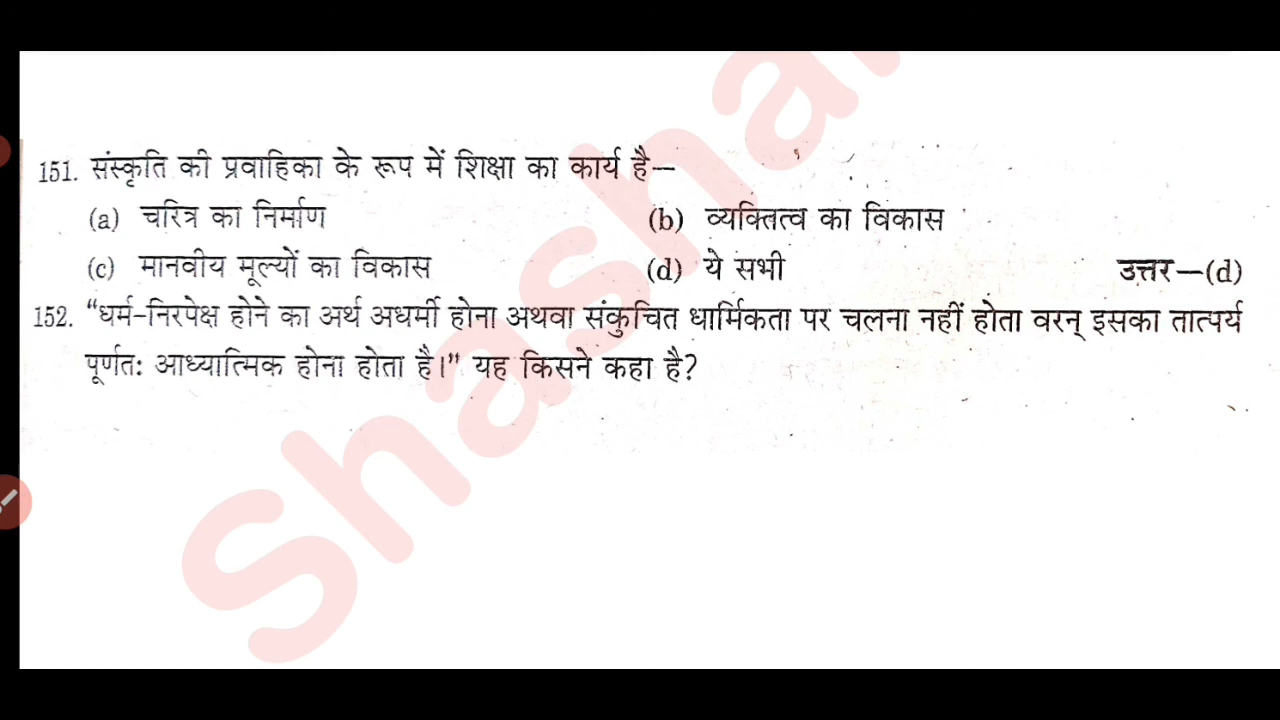 151. संस्कृति की प्रवाहिका के रूप में शिक्षा का कार्य है—
(a) चरित्र का निर्माण (b) व्यक्तित्व का विकास
(c) मानवीय मूल्यों का विकास (d) ये सभी उत्तर—(d)
152. “धर्म-निरपेक्ष होने का अर्थ अधर्मी होना अथवा संकुचित धार्मिकता पर चलना नहीं होता वरन् इसका तात्पर्य
पूर्णतः आध्यात्मिक होना होता है।” यह किसने कहा है?
Shasha